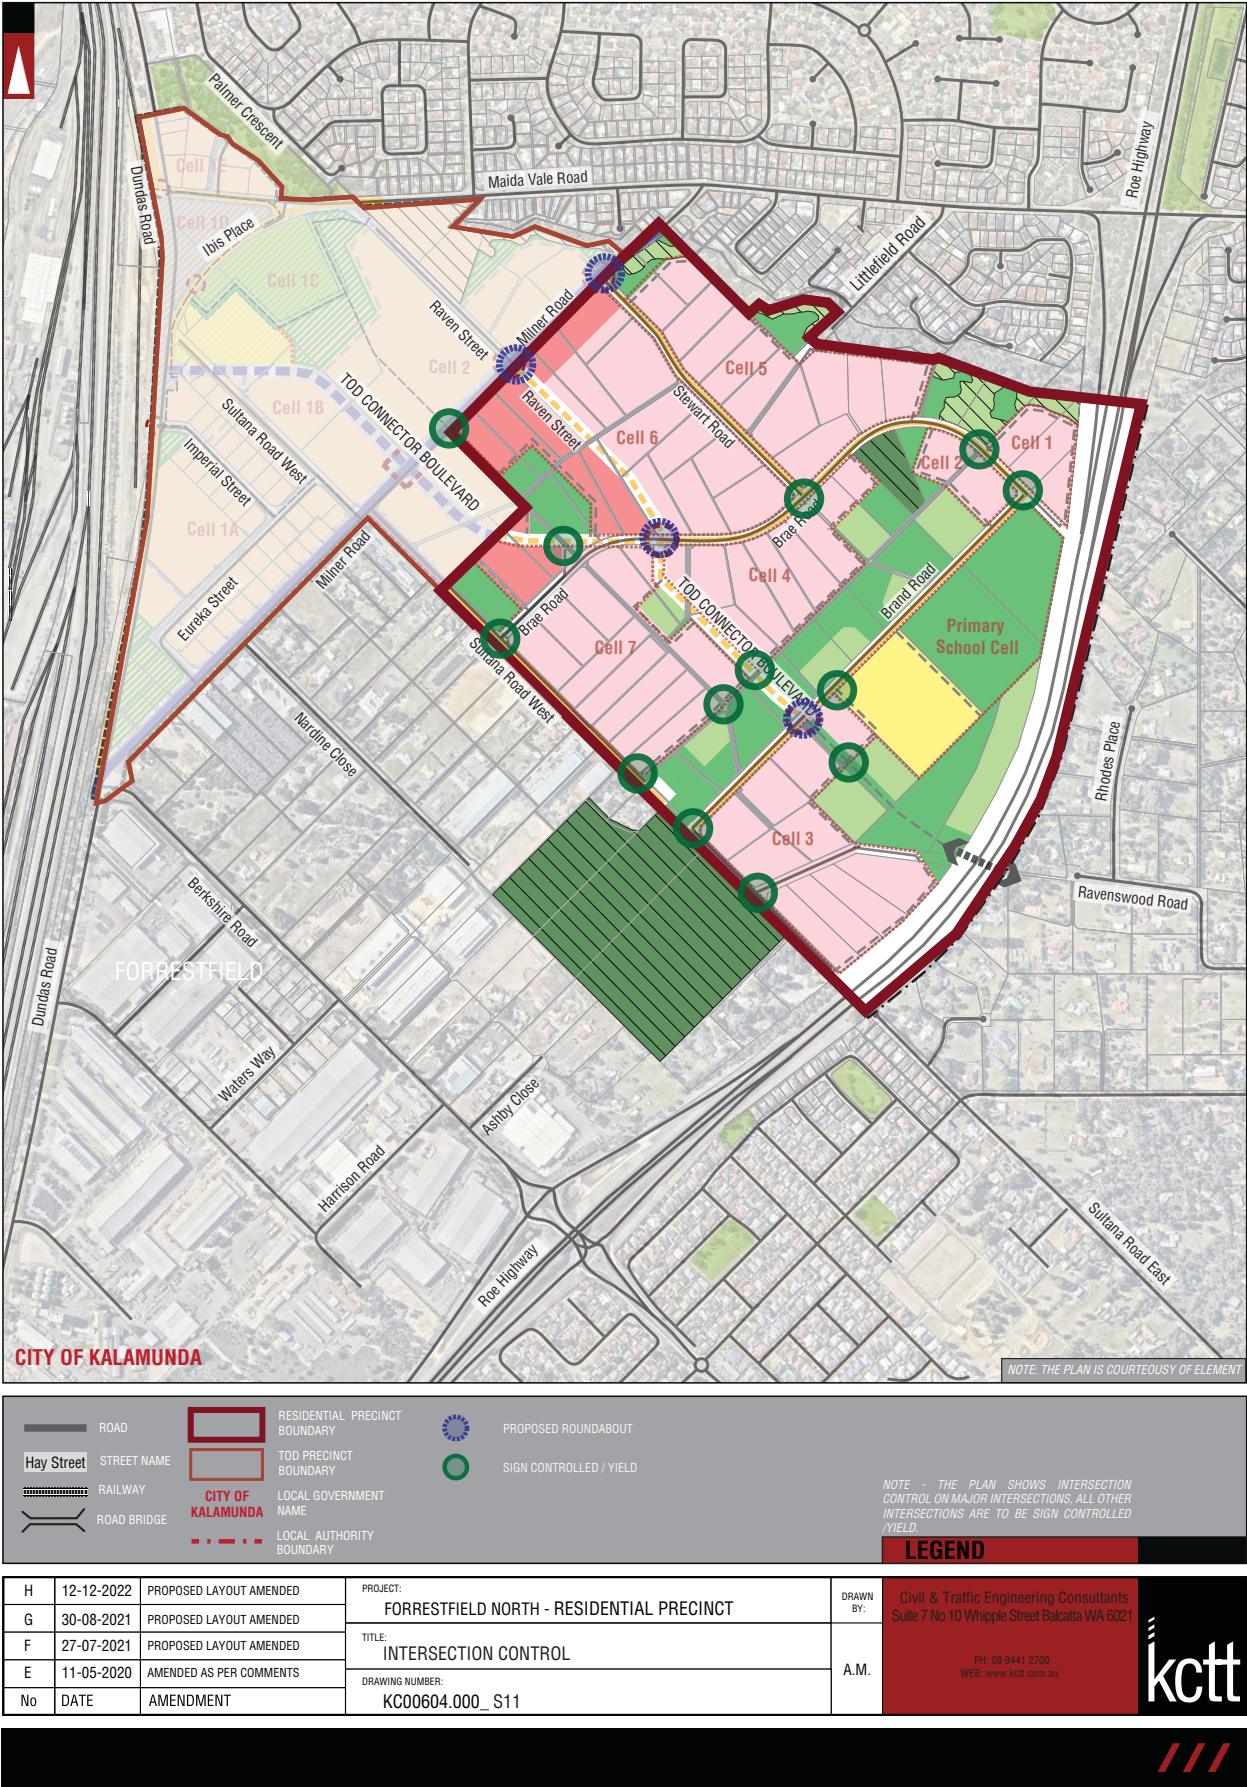 Palmer Crescent
Maida Vale Road
Roe Highway
Dundas Road
Cell 1E
Cell 1D
Ibis Place
Cell 1C
Littlefield Road
Raven Street
Milner Road
Cell 2
Cell 5
TOD CONNECTOR BOULEVARD
Cell 1B
Sultana Road West
Raven Street
Stewart Road
Cell 6
Cell 1
Cell 2
Imperial Street
Cell 1A
Brae Road
Milner Road
Cell 4
Eureka Street
Brae Road
TOD CONNECTOR BOULEVARD
Brand Road
Primary
School Cell
Cell 7
Sultana Road West
Nardine Close
Rhodes Place
Cell 3
Berkshire Road
Ravenswood Road
FORRESTFIELD
Dundas Road
Waters Way
Ashby Close
Harrison Road
Sultana Road East
Roe Highway
CITY OF KALAMUNDA
NOTE: THE PLAN IS COURTEOUSY OF ELEMENT
ROAD
Hay Street
STREET NAME
RAILWAY
ROAD BRIDGE
RESIDENTIAL PRECINCT
BOUNDARY
TOD PRECINCT
BOUNDARY
CITY OF
KALAMUNDA
LOCAL GOVERNMENT
NAME
LOCAL AUTHORITY
BOUNDARY
PROPOSED ROUNDABOUT
SIGN CONTROLLED / YIELD
NOTE - THE PLAN SHOWS INTERSECTION
CONTROL ON MAJOR INTERSECTIONS, ALL OTHER
INTERSECTIONS ARE TO BE SIGN CONTROLLED
/YIELD.
LEGEND
H 12-12-2022 PROPOSED LAYOUT AMENDED
G 30-08-2021 PROPOSED LAYOUT AMENDED
F 27-07-2021 PROPOSED LAYOUT AMENDED
E 11-05-2020 AMENDED AS PER COMMENTS
No DATE AMENDMENT
PROJECT:
FORRESTFIELD NORTH - RESIDENTIAL PRECINCT
TITLE:
INTERSECTION CONTROL
DRAWING NUMBER:
KC00604.000_ S11
DRAWN
BY:
A.M.
Civil & Traffic Engineering Consultants
Suite 7 No 10 Whipple Street Balcatta WA 6021
PH: 08 9441 2700
WEB: www.kctt.com.au
kctt